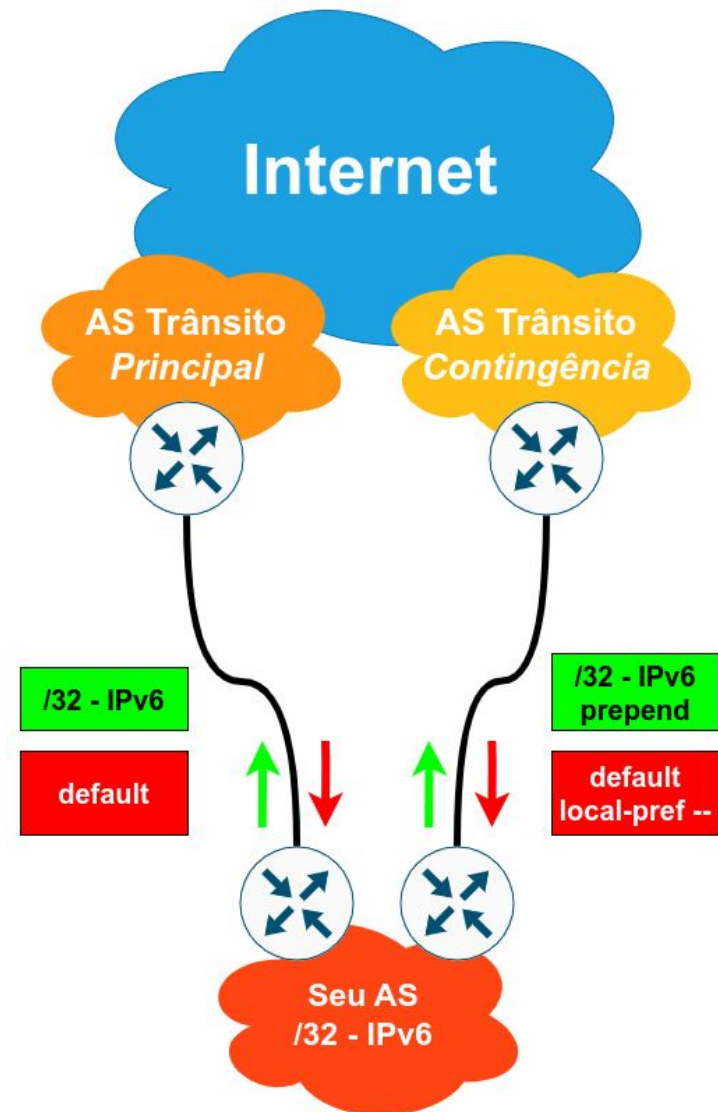 Internet
AS Trânsito
Principal
AS Trânsito
Contingência
/32 - IPv6
default
/32 - IPv6
prepend
default
local-pref --
Seu AS
/32 - IPv6